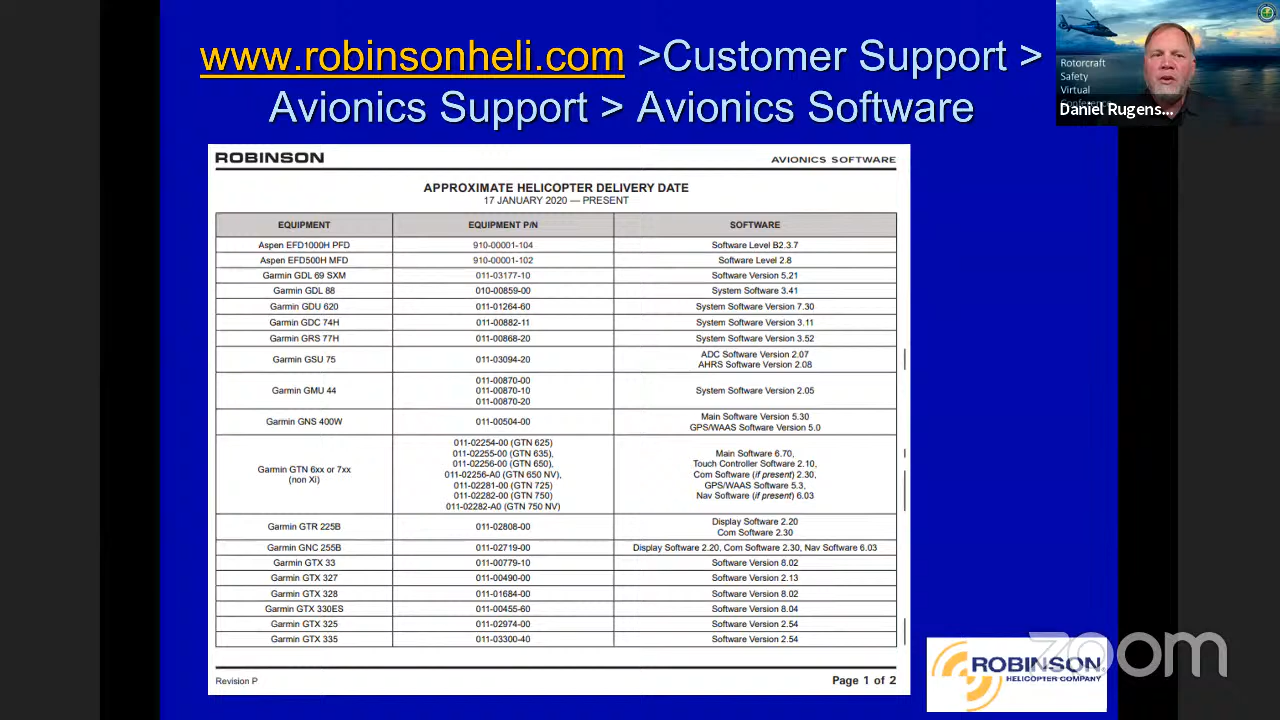 www.robinsonheli.com >Customer Support >
Avionics Support > Avionics Software
Rotorcraft
Safety
Virtual
Daniel Rugens...
ROBINSON AVIONICS SOFTWARE
APPROXIMATE HELICOPTER DELIVERY DATE
17 JANUARY 2020 — PRESENT
EQUIPMENT EQUIPMENT P/N SOFTWARE
Aspen EFD1000H PFD 910-00001-104 Software Level B2.3.7
Aspen EFD500H MFD 910-00001-102 Software Level 2.8
Garmin GDL 69 SXM 011-03177-10 Software Version 5.21
Garmin GDL 88 010-00859-00 System Software 3.41
Garmin GDU 620 011-01264-60 System Software Version 7.30
Garmin GDC 74H 011-00882-11 System Software Version 3.11
Garmin GRS 77H 011-00868-20 System Software Version 3.52
Garmin GSU 75 011-03094-20 ADC Software Version 2.07
AHRS Software Version 2.08
Garmin GMU 44 011-00870-00
011-00870-10 System Software Version 2.05
011-00870-20
Garmin GNS 400W 011-00504-00 Main Software Version 5.30
GPS/WAAS Software Version 5.0
Garmin GTN 6xx or 7xx
(non Xi)
011-02254-00 (GTN 625)
011-02255-00 (GTN 635),
011-02256-00 (GTN 650),
011-02256-A0 (GTN 650 NV),
011-02281-00 (GTN 725)
011-02282-00 (GTN 750)
011-02282-A0 (GTN 750 NV)
Main Software 6.70,
Touch Controller Software 2.10,
Com Software (if present) 2.30,
GPS/WAAS Software 5.3,
Nav Software (if present) 6.03
Garmin GTR 225B 011-02808-00 Display Software 2.20
Com Software 2.30
Garmin GNC 255B 011-02719-00 Display Software 2.20, Com Software 2.30, Nav Software 6.03
Garmin GTX 33 011-00779-10 Software Version 8.02
Garmin GTX 327 011-00490-00 Software Version 2.13
Garmin GTX 328 011-01684-00 Software Version 8.02
Garmin GTX 330ES 011-00455-60 Software Version 8.04
Garmin GTX 325 011-02974-00 Software Version 2.54
Garmin GTX 335 011-03300-40 Software Version 2.54
Revision P Page 1 of 2
zoom
ROBINSON
HELICOPTER COMPANY